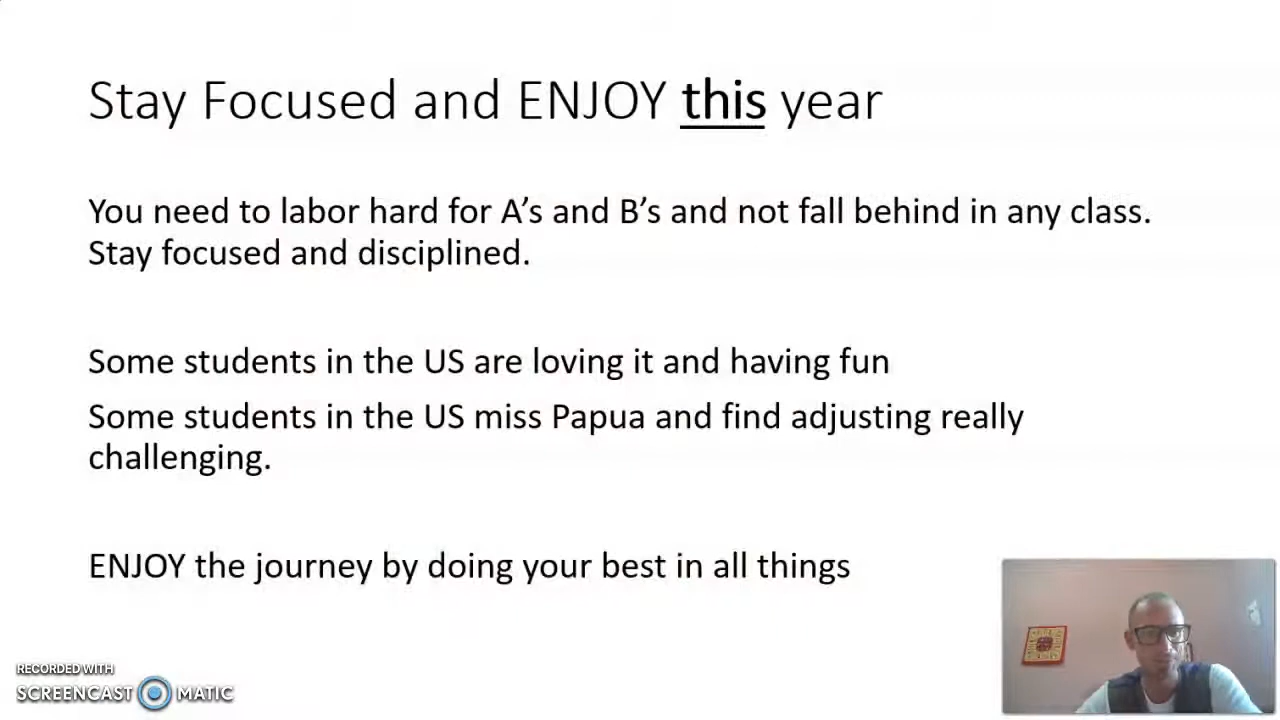 Stay Focused and ENJOY this year
You need to labor hard for A’s and B’s and not fall behind in any class.
Stay focused and disciplined.
Some students in the US are loving it and having fun
Some students in the US miss Papua and find adjusting really
challenging.
ENJOY the journey by doing your best in all things
RECORDED WITH
SCREENCAST MATIC